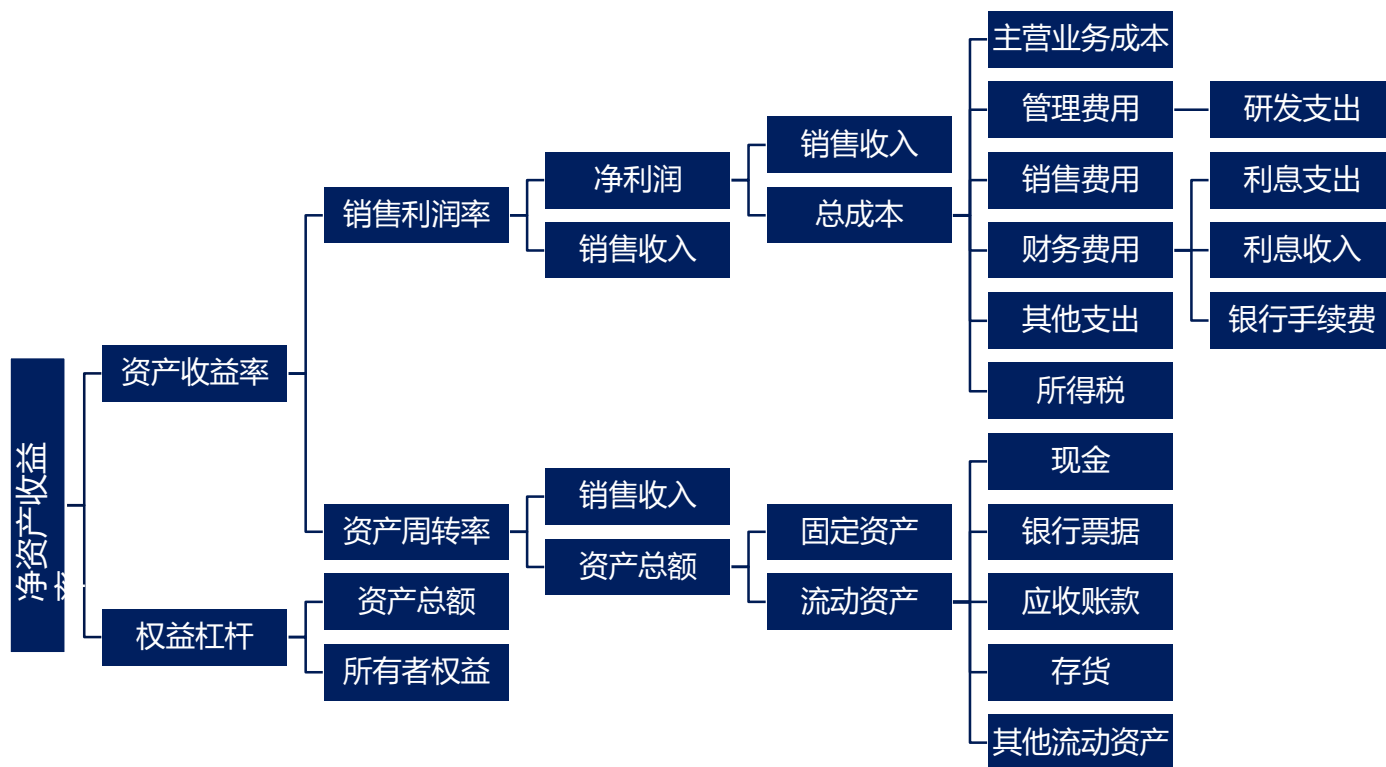 净资产收益
率
资产收益率
权益杠杆
销售利润率
资产周转率
资产总额
所有者权益
净利润
销售收入
销售收入
资产总额
销售收入
总成本
固定资产
流动资产
主营业务成本
管理费用
销售费用
财务费用
其他支出
所得税
现金
银行票据
应收账款
存货
其他流动资产
研发支出
利息支出
利息收入
银行手续费